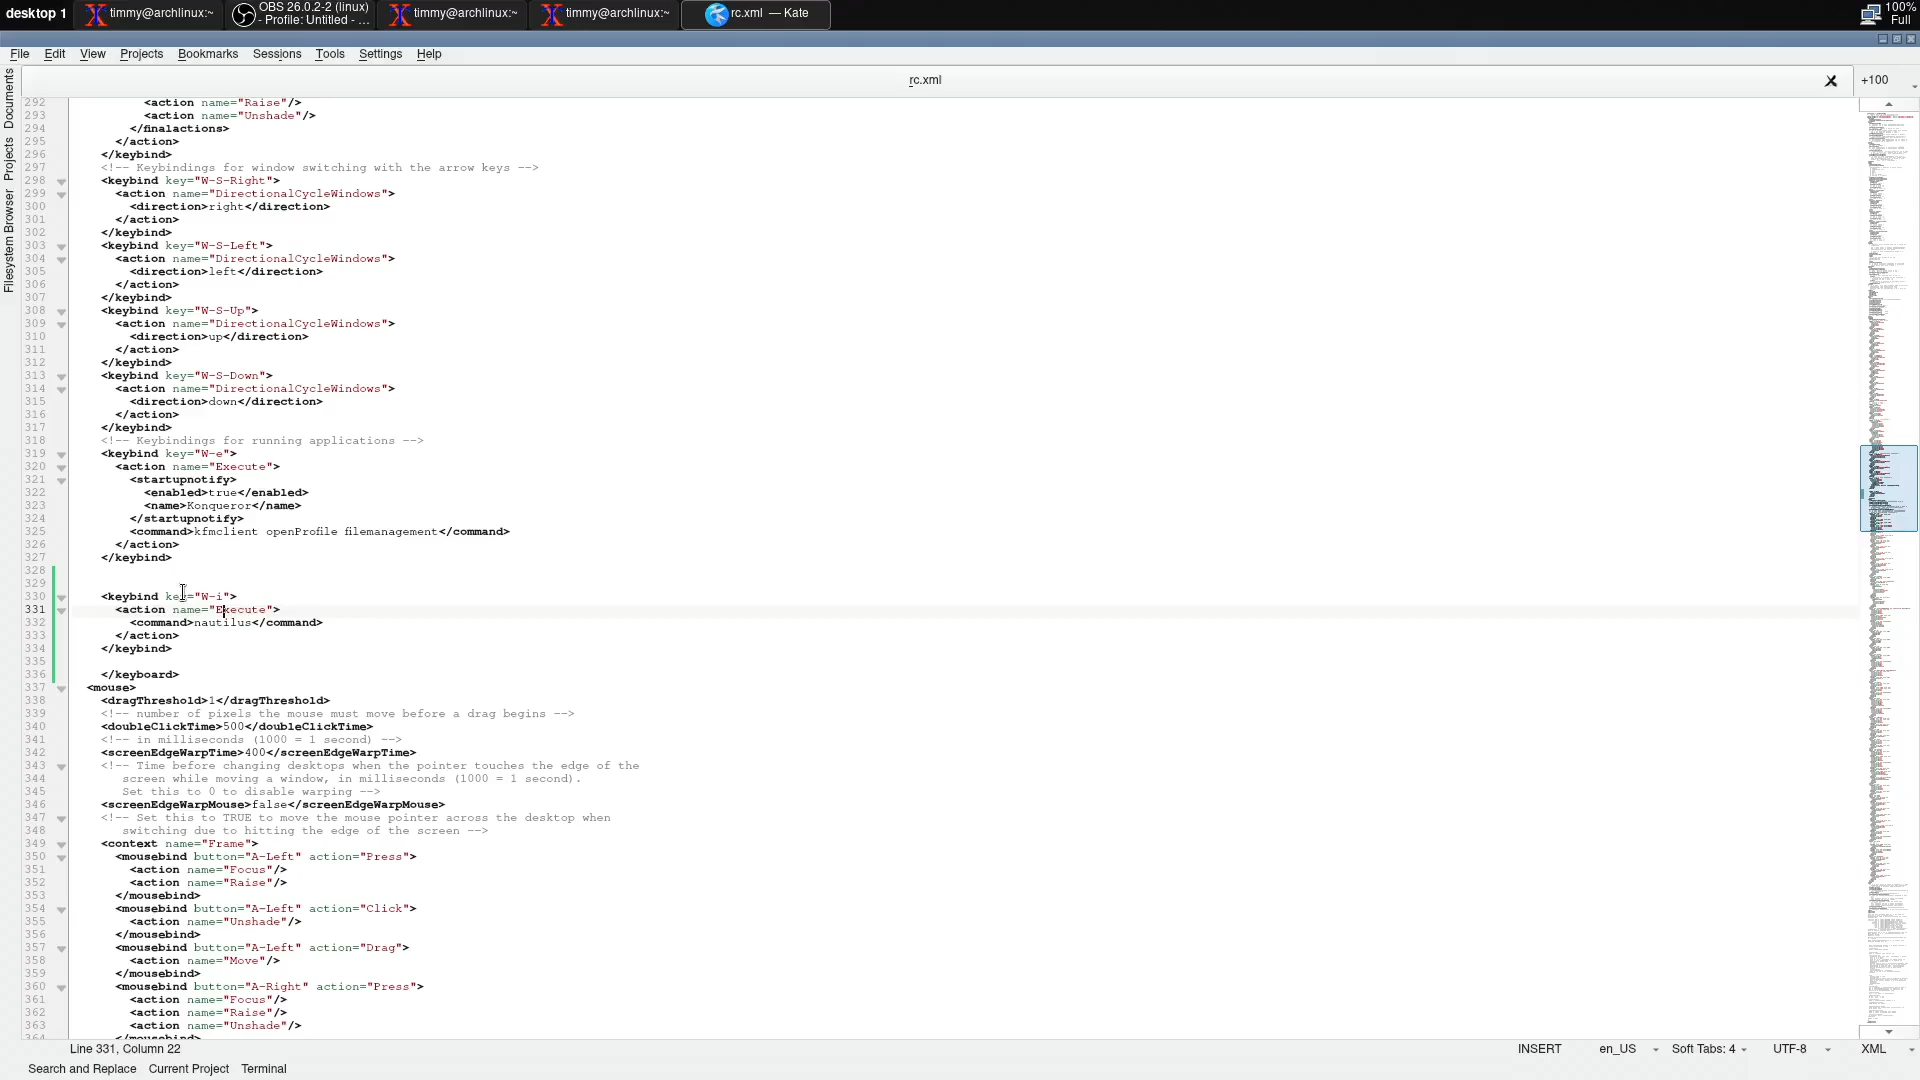 desktop 1
timmy@archlinux:~
OBS 26.0.2-2 (linux)
- Profile: Untitled - ...
timmy@archlinux:~
timmy@archlinux:~
rc.xml — Kate
100%
Full
File Edit View Projects Bookmarks Sessions Tools Settings Help
rc.xml
+100
Documents
Projects
Filesystem Browser
292 <action name="Raise"/>
293 <action name="Unshade"/>
294 </finalactions>
295 </action>
296 </keybind>
297 <!-- Keybindings for window switching with the arrow keys -->
298 <keybind key="W-S-Right">
299 <action name="DirectionalCycleWindows">
300 <direction>right</direction>
301 </action>
302 </keybind>
303 <keybind key="W-S-Left">
304 <action name="DirectionalCycleWindows">
305 <direction>left</direction>
306 </action>
307 </keybind>
308 <keybind key="W-S-Up">
309 <action name="DirectionalCycleWindows">
310 <direction>up</direction>
311 </action>
312 </keybind>
313 <keybind key="W-S-Down">
314 <action name="DirectionalCycleWindows">
315 <direction>down</direction>
316 </action>
317 </keybind>
318 <!-- Keybindings for running applications -->
319 <keybind key="W-e">
320 <action name="Execute">
321 <startupnotify>
322 <enabled>true</enabled>
323 <name>Konqueror</name>
324 </startupnotify>
325 <command>kfmclient openProfile filemanagement</command>
326 </action>
327 </keybind>
328
329
330 <keybind key="W-i">
331 <action name="Execute">
332 <command>nautilus</command>
333 </action>
334 </keybind>
335
336 </keyboard>
337 <mouse>
338 <dragThreshold>1</dragThreshold>
339 <!-- number of pixels the mouse must move before a drag begins -->
340 <doubleClickTime>500</doubleClickTime>
341 <!-- in milliseconds (1000 = 1 second) -->
342 <screenEdgeWarpTime>400</screenEdgeWarpTime>
343 <!-- Time before changing desktops when the pointer touches the edge of the
344 screen while moving a window, in milliseconds (1000 = 1 second).
345 Set this to 0 to disable warping -->
346 <screenEdgeWarpMouse>false</screenEdgeWarpMouse>
347 <!-- Set this to TRUE to move the mouse pointer across the desktop when
348 switching due to hitting the edge of the screen -->
349 <context name="Frame">
350 <mousebind button="A-Left" action="Press">
351 <action name="Focus"/>
352 <action name="Raise"/>
353 </mousebind>
354 <mousebind button="A-Left" action="Click">
355 <action name="Unshade"/>
356 </mousebind>
357 <mousebind button="A-Left" action="Drag">
358 <action name="Move"/>
359 </mousebind>
360 <mousebind button="A-Right" action="Press">
361 <action name="Focus"/>
362 <action name="Raise"/>
363 <action name="Unshade"/>
364 </mousebind>
Line 331, Column 22
INSERT en_US Soft Tabs: 4 UTF-8 XML
Search and Replace Current Project Terminal